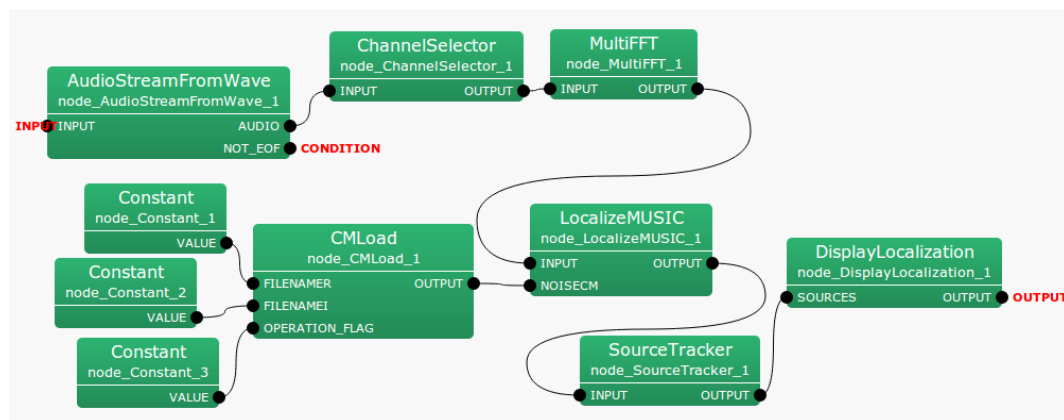 AudioStreamFromWave
node_AudioStreamFromWave_1
INPUT INPUT AUDIO
NOT_EOF CONDITION
ChannelSelector
node_ChannelSelector_1
INPUT OUTPUT
MultiFFT
node_MultiFFT_1
INPUT OUTPUT
Constant
node_Constant_1
VALUE
Constant
node_Constant_2
VALUE
Constant
node_Constant_3
VALUE
CMLoad
node_CMLoad_1
FILENAMER OUTPUT
FILENAMEI
OPERATION_FLAG
LocalizeMUSIC
node_LocalizeMUSIC_1
INPUT OUTPUT
NOISECM
SourceTracker
node_SourceTracker_1
INPUT OUTPUT
DisplayLocalization
node_DisplayLocalization_1
SOURCES OUTPUT OUTPUT